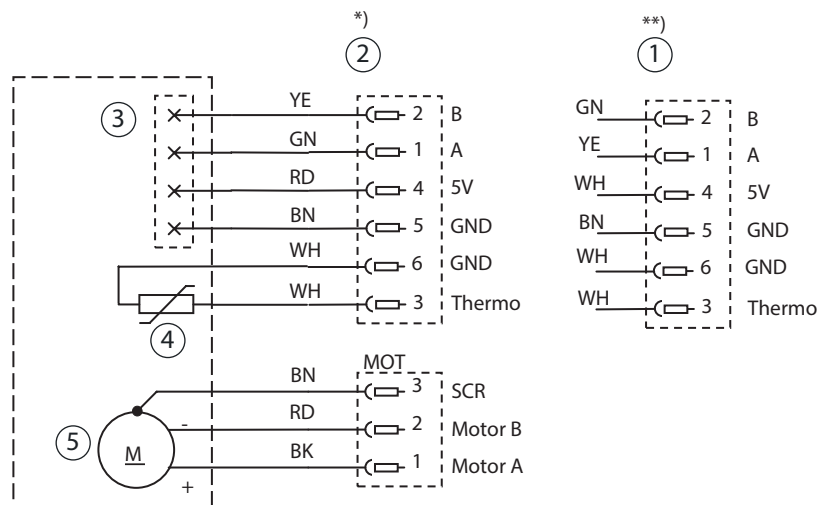 *)
**)
2
1
3
YE 2 B
GN 1 A
RD 4 5V
BN 5 GND
WH 6 GND
WH 3 Thermo
4
GN 2 B
YE 1 A
WH 4 5V
BN 5 GND
WH 6 GND
WH 3 Thermo
MOT
BN 3 SCR
RD 2 Motor B
BK 1 Motor A
5
M
-
+